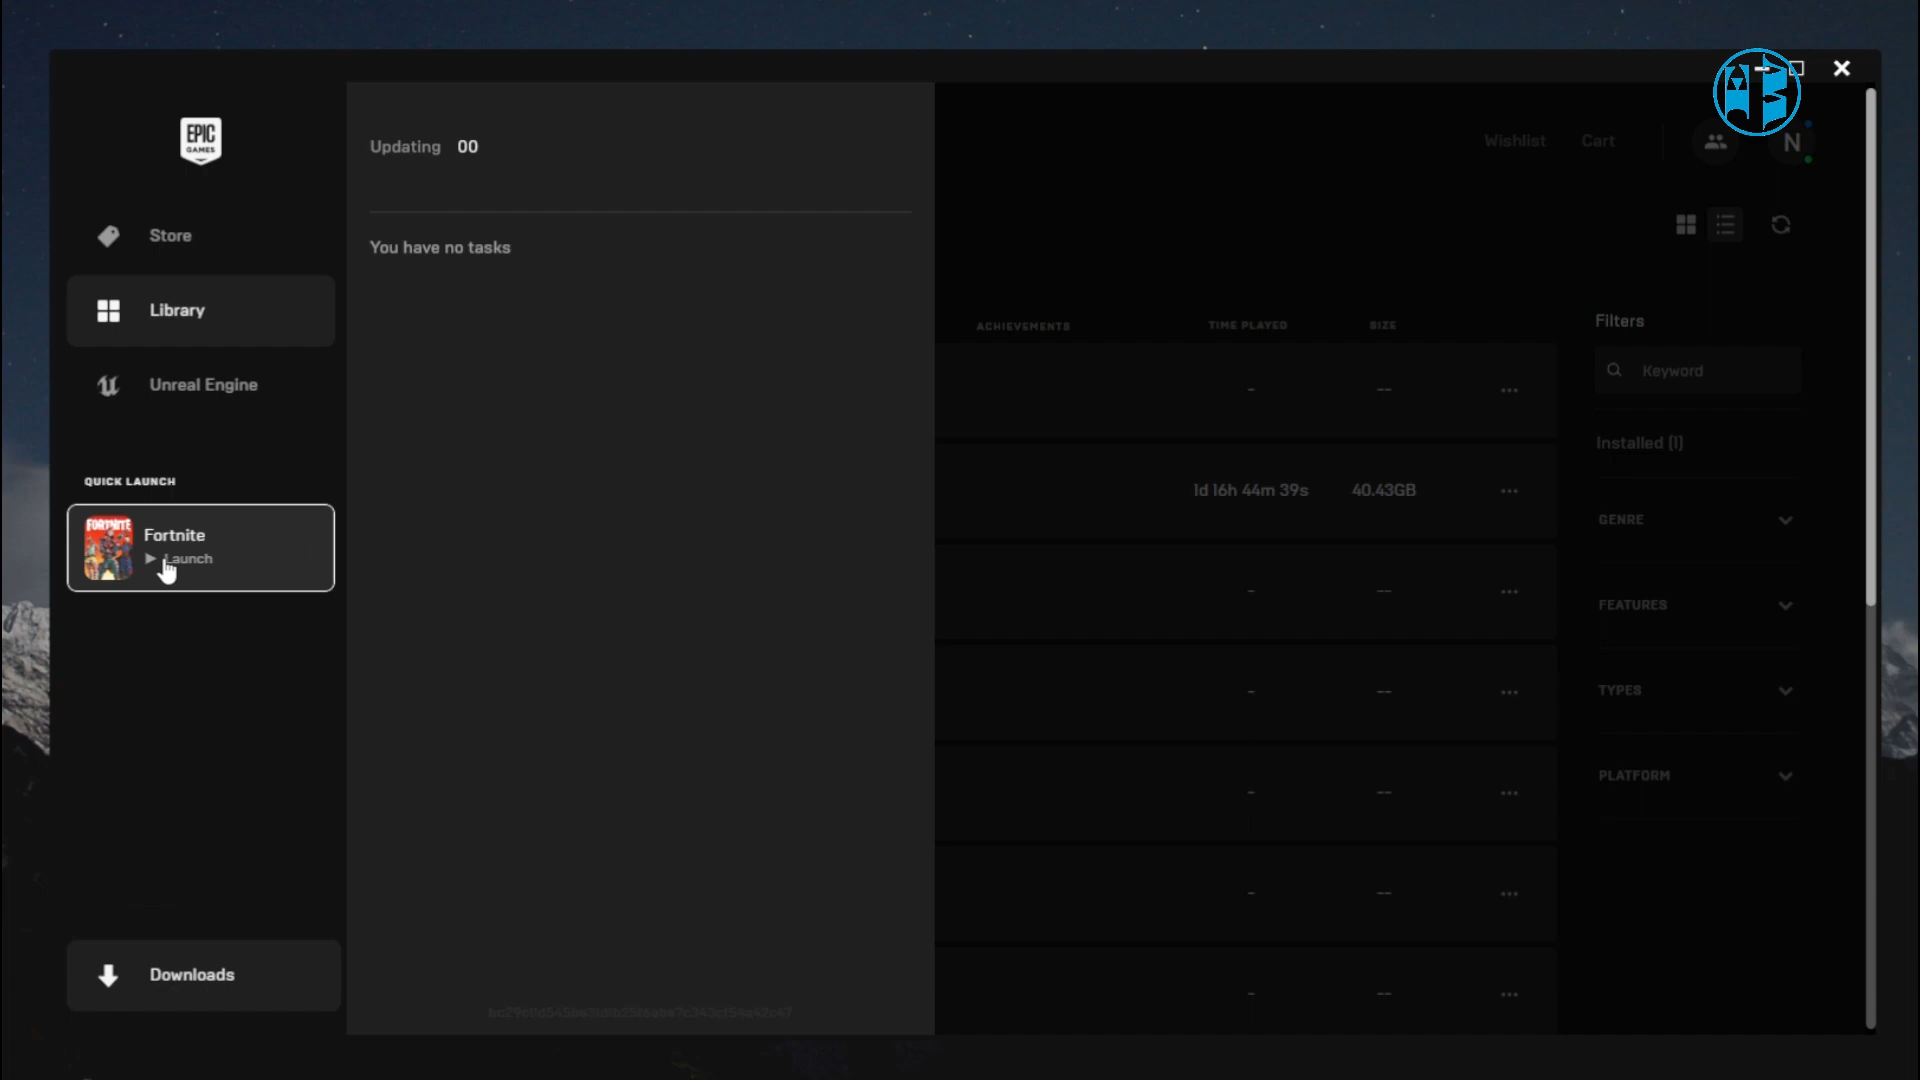 EPIC
GAMES
Store
Library
Unreal Engine
QUICK LAUNCH
FORTNITE
Fortnite
Launch
Downloads
Updating 00
You have no tasks
Wishlist
Cart
N
ACHIEVEMENTS
TIME PLAYED
SIZE
-
--
...
1d 16h 44m 39s
40.43GB
...
-
--
...
-
--
...
-
--
...
-
--
...
-
--
...
Filters
Keyword
Installed (1)
GENRE
FEATURES
TYPES
PLATFORM